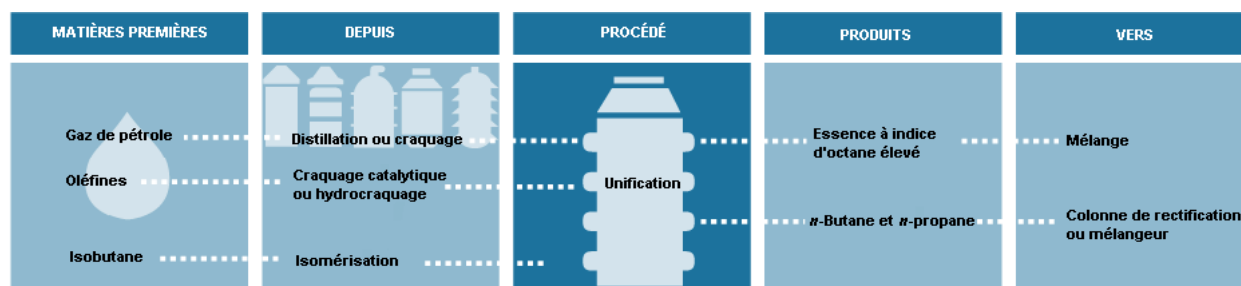 MATIÈRES PREMIÈRES
DEPUIS
PROCÉDÉ
PRODUITS
VERS
Gaz de pétrole
Distillation ou craquage
Essence à indice
d'octane élevé
Mélange
Oléfines
Craquage catalytique
ou hydrocraquage
Unification
n-Butane et n-propane
Colonne de rectification
ou mélangeur
Isobutane
Isomérisation